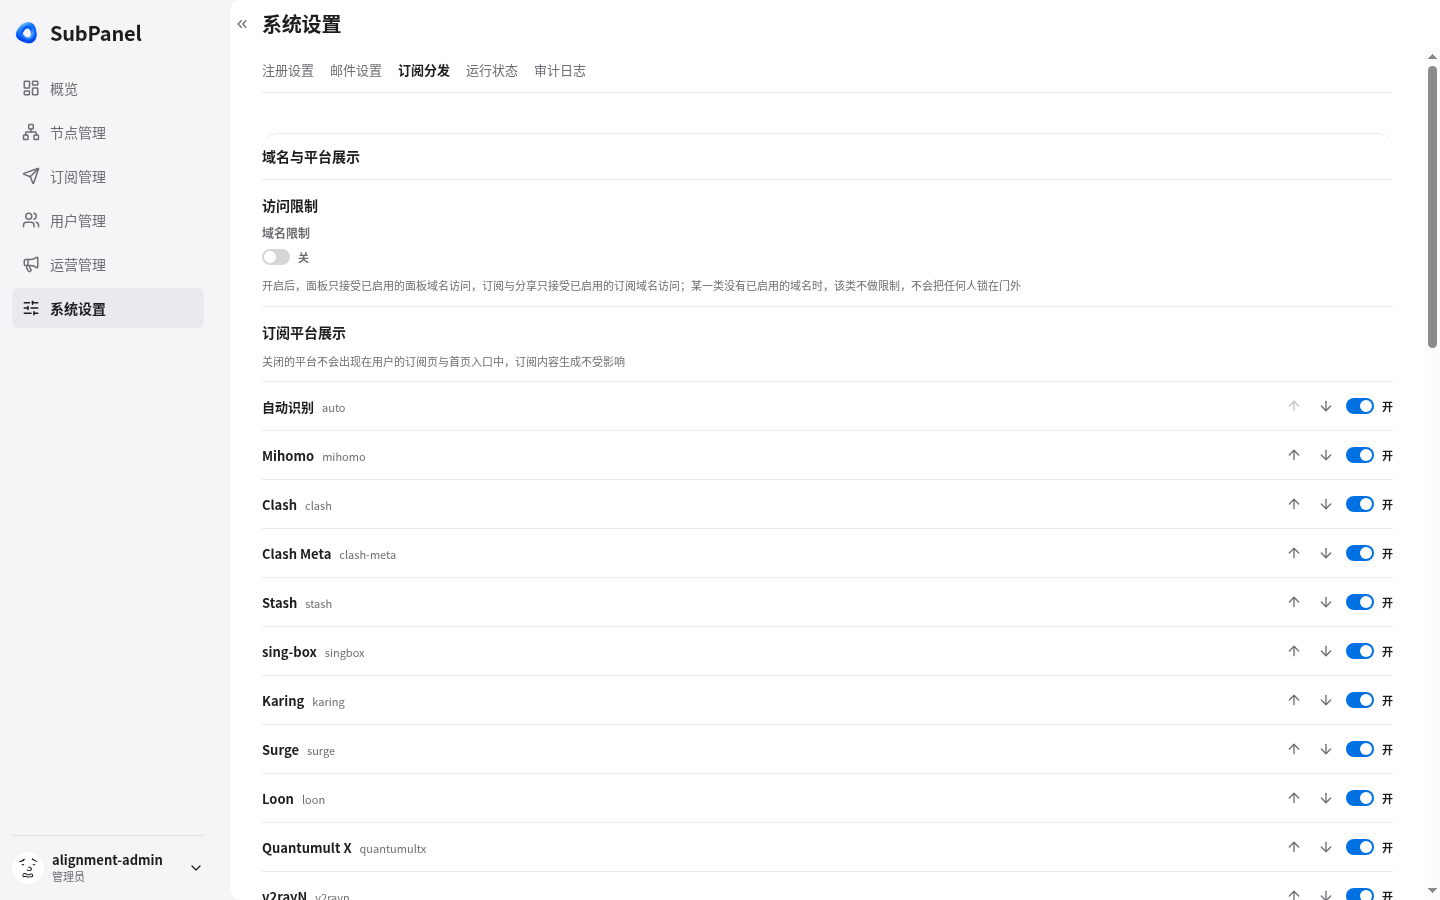 SubPanel
概览
节点管理
订阅管理
用户管理
运营管理
系统设置
alignment-admin
管理员
系统设置
注册设置 邮件设置 订阅分发 运行状态 审计日志
域名与平台展示
访问限制
域名限制
关
开启后，面板只接受已启用的面板域名访问，订阅与分享只接受已启用的订阅域名访问；某一类没有已启用的域名时，该类不做限制，不会把任何人锁在门外
订阅平台展示
关闭的平台不会出现在用户的订阅页与首页入口中，订阅内容生成不受影响
自动识别 auto 开
Mihomo mihomo 开
Clash clash 开
Clash Meta clash-meta 开
Stash stash 开
sing-box singbox 开
Karing karing 开
Surge surge 开
Loon loon 开
Quantumult X quantumultx 开
v2rayN v2rayn 开